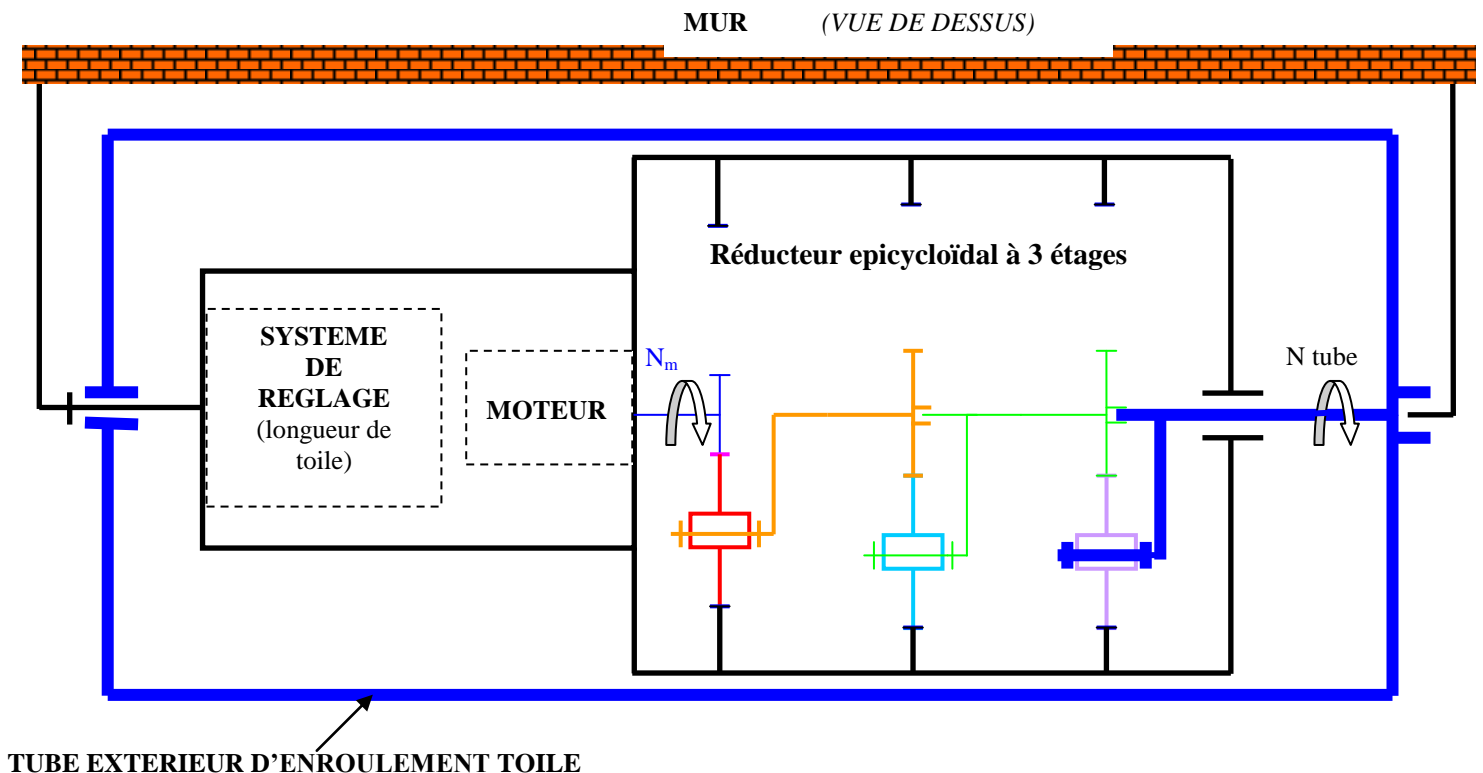 MUR (VUE DE DESSUS)
Réducteur epicycloïdal à 3 étages
SYSTEME
DE
REGLAGE
(longueur de
toile)
MOTEUR
Nm
N tube
TUBE EXTERIEUR D'ENROULEMENT TOILE